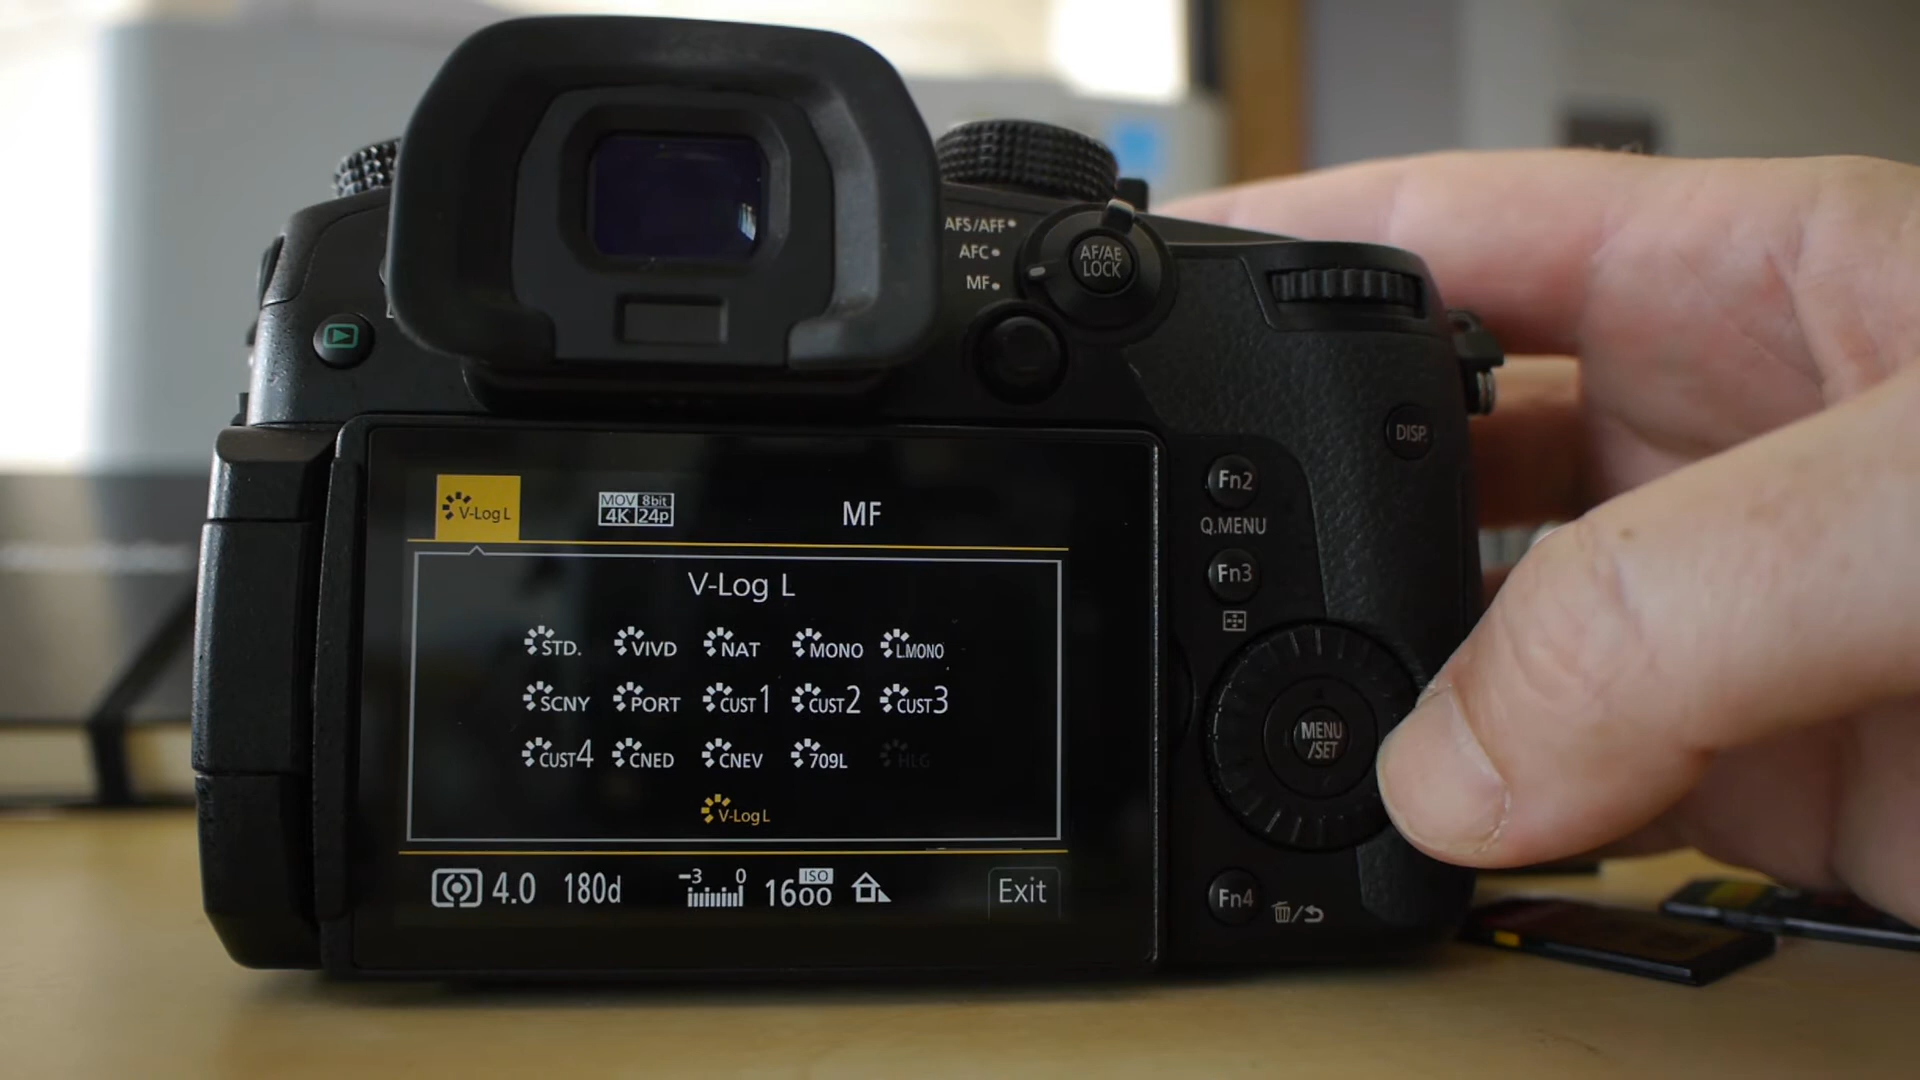 AFS/AFF
AFC
MF
AF/AE
LOCK
DISP.
Fn2
Q.MENU
Fn3
MENU
/SET
Fn4
V-Log L
MOV 8bit
4K 24p
MF
V-Log L
STD. VIVD NAT MONO L.MONO
SCNY PORT CUST1 CUST2 CUST3
CUST4 CNED CNEV 709L HLG
V-Log L
4.0 180d -3 0 ISO 1600 Exit